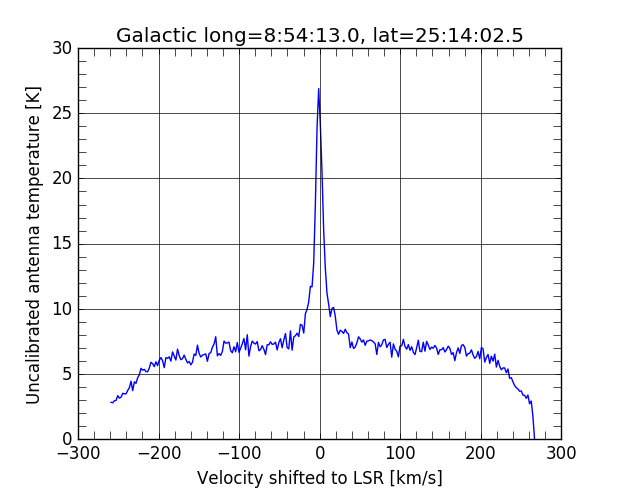 Galactic long=8:54:13.0, lat=25:14:02.5
30
25
20
15
10
5
0
Uncalibrated antenna temperature [K]
−300 −200 −100 0 100 200 300
Velocity shifted to LSR [km/s]